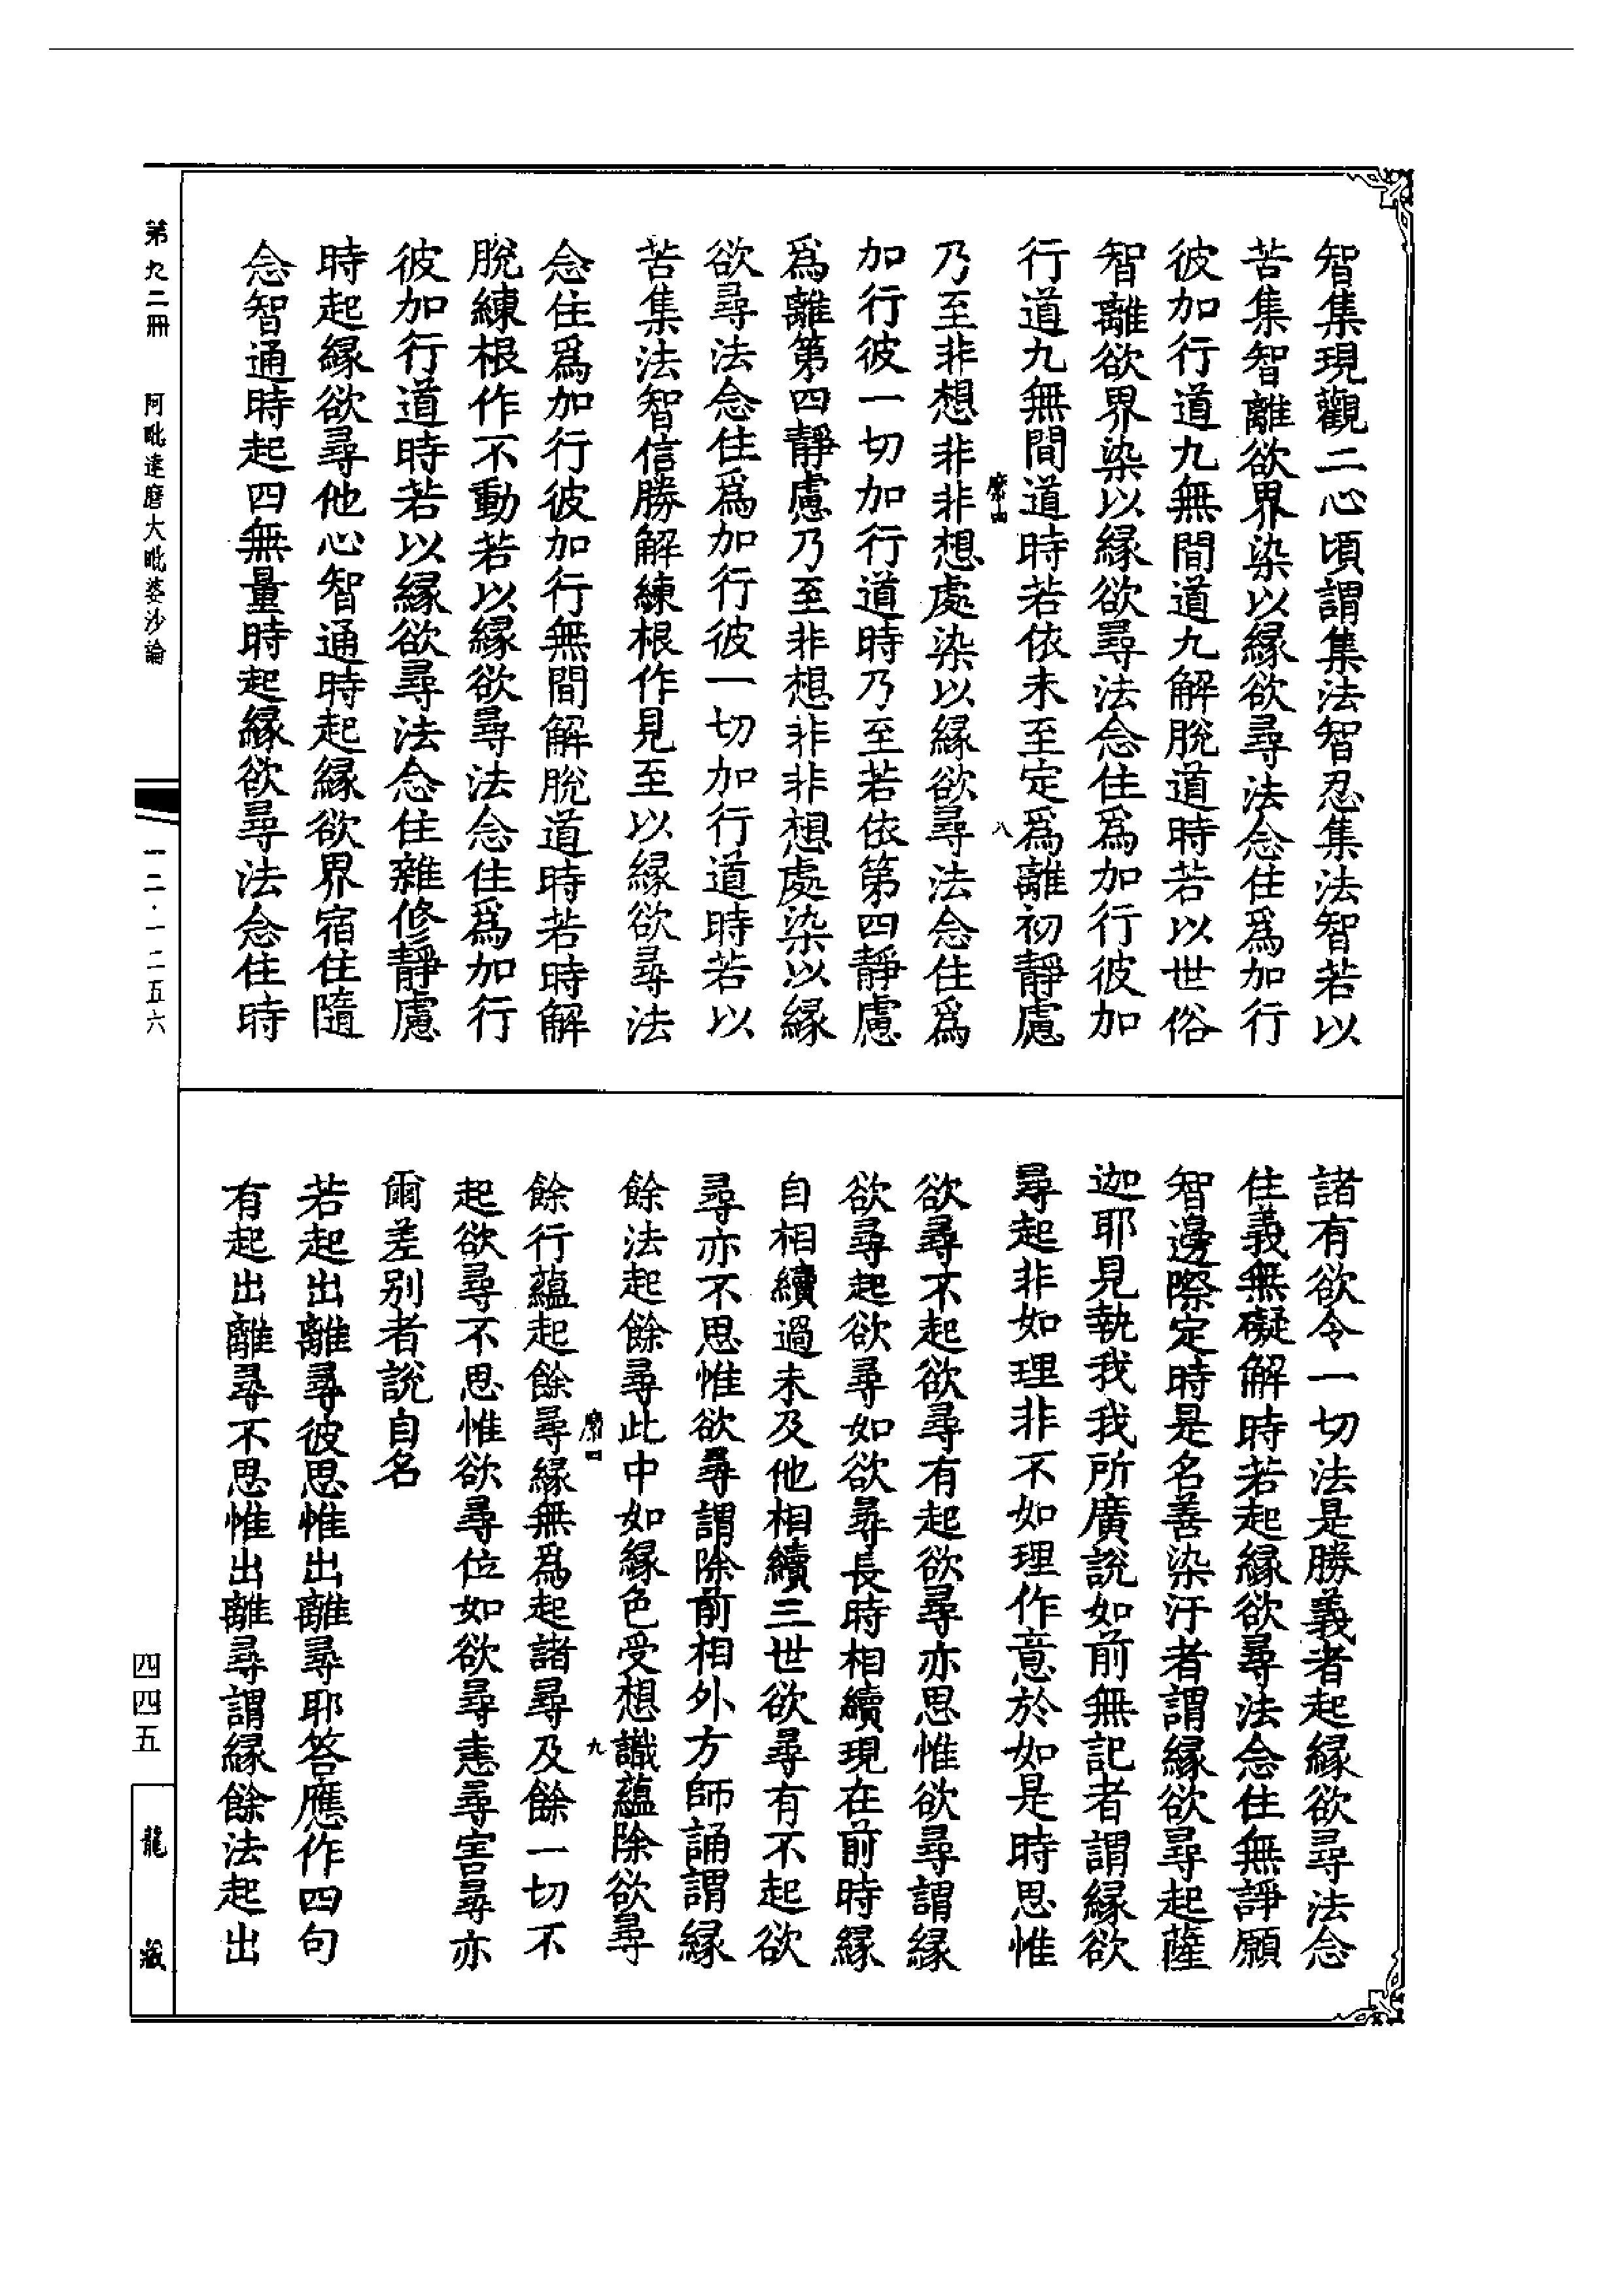 智集現觀二心頃謂集法智忍集法智若以
苦集智離欲界染以緣欲尋法念住爲加行
彼加行道九無間道九解脫道時若以世俗
智離欲界染以緣欲尋法念住爲加行彼加
行道九無間道時若依未至定爲離初靜慮
乃至非想非非想處染以緣欲尋法念住爲
加行彼一切加行道時乃至若依第四靜慮
爲離第四靜慮乃至非想非非想處染以緣
欲尋法念住爲加行彼一切加行道時若以
苦集法智信勝解練根作見至以緣欲尋法
念住爲加行彼加行無間解脫道時若時解
脫練根作不動若以緣欲尋法念住爲加行
彼加行道時若以緣欲尋法念住雜修靜慮
時起緣欲尋他心智通時起緣欲界宿住隨
念智通時起四無量時起緣欲尋法念住時
諸有欲令一切法是勝義者起緣欲尋法念
住義無礙解時若起緣欲尋法念住無諍願
智邊際定時是名善染汙者謂緣欲尋起薩
迦耶見執我我所廣說如前無記者謂緣欲
尋起非如理非不如理作意於如是時思惟
欲尋不起欲尋有起欲尋亦思惟欲尋謂緣
欲尋起欲尋如欲尋長時相續現在前時緣
自相續過未及他相續三世欲尋有不起欲
尋亦不思惟欲尋謂除前相外方師誦謂緣
餘法起餘尋此中如緣色受想識蘊除欲尋
餘行蘊起餘尋緣無爲起諸尋及餘一切不
起欲尋不思惟欲尋位如欲尋恚尋害尋亦
爾差別者說自名
若起出離尋彼思惟出離尋耶答應作四句
有起出離尋不思惟出離尋謂緣餘法起出
第九二冊 阿毗達磨大毗婆沙論
一二·一二五六
四四五
龍藏
八
九